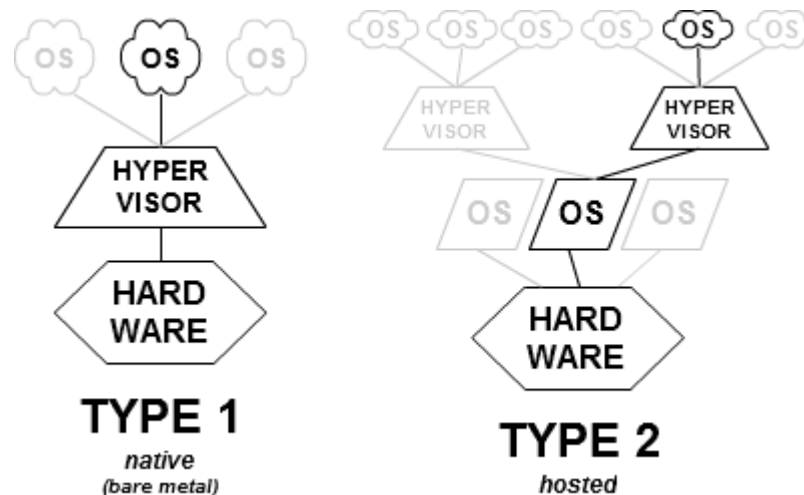 OS OS OS
HYPER
VISOR
HARD
WARE
TYPE 1
native
(bare metal)
OS OS OS OS OS OS
HYPER
VISOR
HYPER
VISOR
OS OS OS
HARD
WARE
TYPE 2
hosted